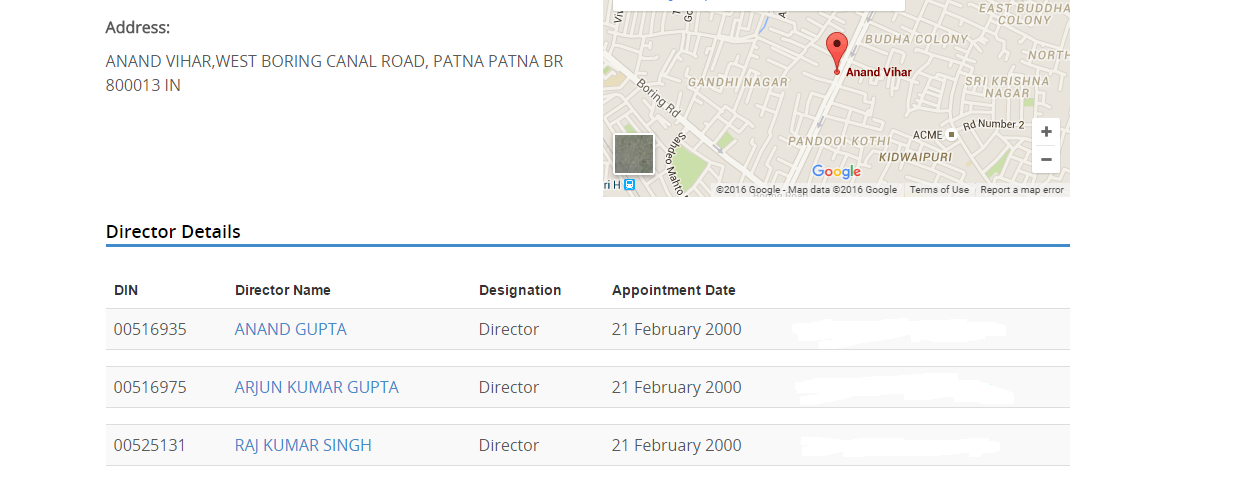 Address:
ANAND VIHAR,WEST BORING CANAL ROAD, PATNA PATNA BR
800013 IN
EAST BUDDHA
COLONY
BUDHA COLONY
NORTH
Anand Vihar
GANDHI NAGAR
SRI KRISHNA
NAGAR
Boring Rd
Rd Number 2
ACME
Sahdeo Mahto
PANDOOI KOTHI
KIDWAIPURI
+
−
Google
ri H
©2016 Google - Map data ©2016 Google
Terms of Use
Report a map error
Director Details
DIN Director Name Designation Appointment Date
00516935 ANAND GUPTA Director 21 February 2000
00516975 ARJUN KUMAR GUPTA Director 21 February 2000
00525131 RAJ KUMAR SINGH Director 21 February 2000